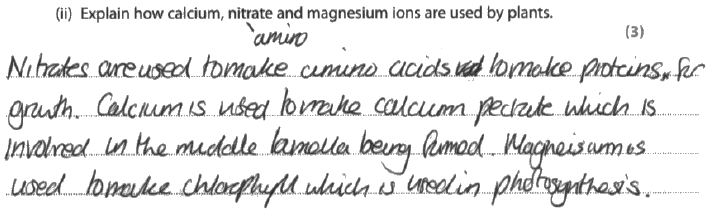 (ii) Explain how calcium, nitrate and magnesium ions are used by plants.
amino
(3)
Nitrates are used to make amino acids to make proteins, for
growth. Calcium is used to make calcium pectate which is
involved in the middle lamella being formed. Magneisum is
used to make chlorophyll which is used in photosynthesis.